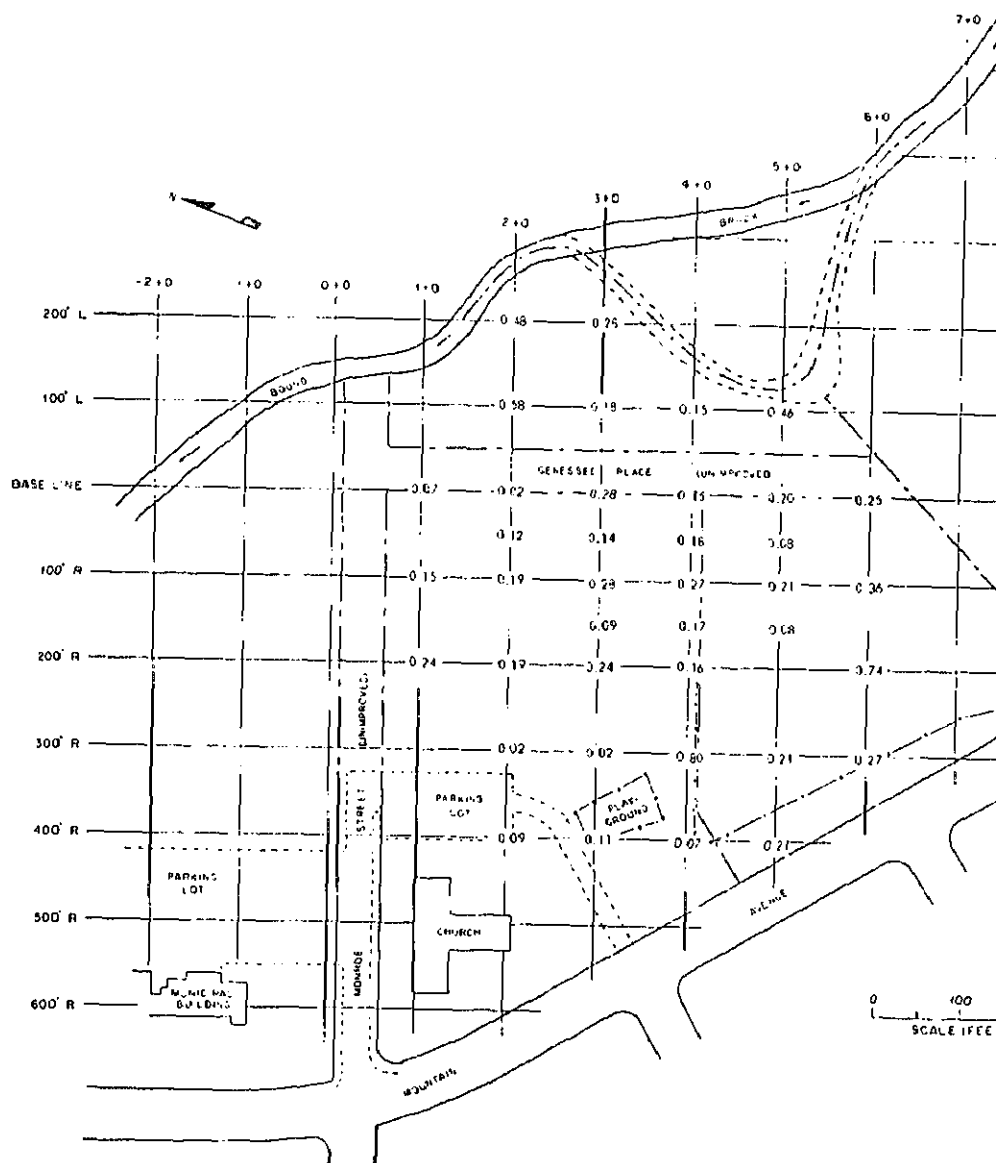 7+0
6+0
5+0
4+0
3+0
2+0
1+0
0+0
-2+0
N
BROOK
BOUND
200' L
0.48 0.26
100' L
0.58 0.18 0.15 0.46
GENESSEE PLACE (UNIMPROVED
BASE LINE
0.07 0.02 0.28 0.15 0.20 0.25
0.12 0.14 0.16 0.08
100' R
0.15 0.19 0.28 0.27 0.21 0.36
0.09 0.17 0.08
200' R
0.24 0.19 0.24 0.16 0.74
(UNIMPROVED)
300' R
0.02 0.02 0.80 0.21 0.27
PARKING
LOT
PLAY-
GROUND
STREET
400' R
0.09 0.11 0.07 0.21
PARKING
LOT
500' R
CHURCH
AVENUE
MONROE
MUNICIPAL
BUILDING
600' R
0 100
SCALE (FEE
MOUNTAIN